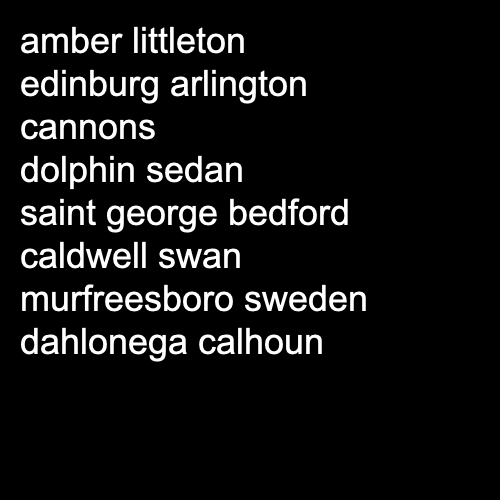 amber littleton
edinburg arlington
cannons
dolphin sedan
saint george bedford
caldwell swan
murfreesboro sweden
dahlonega calhoun